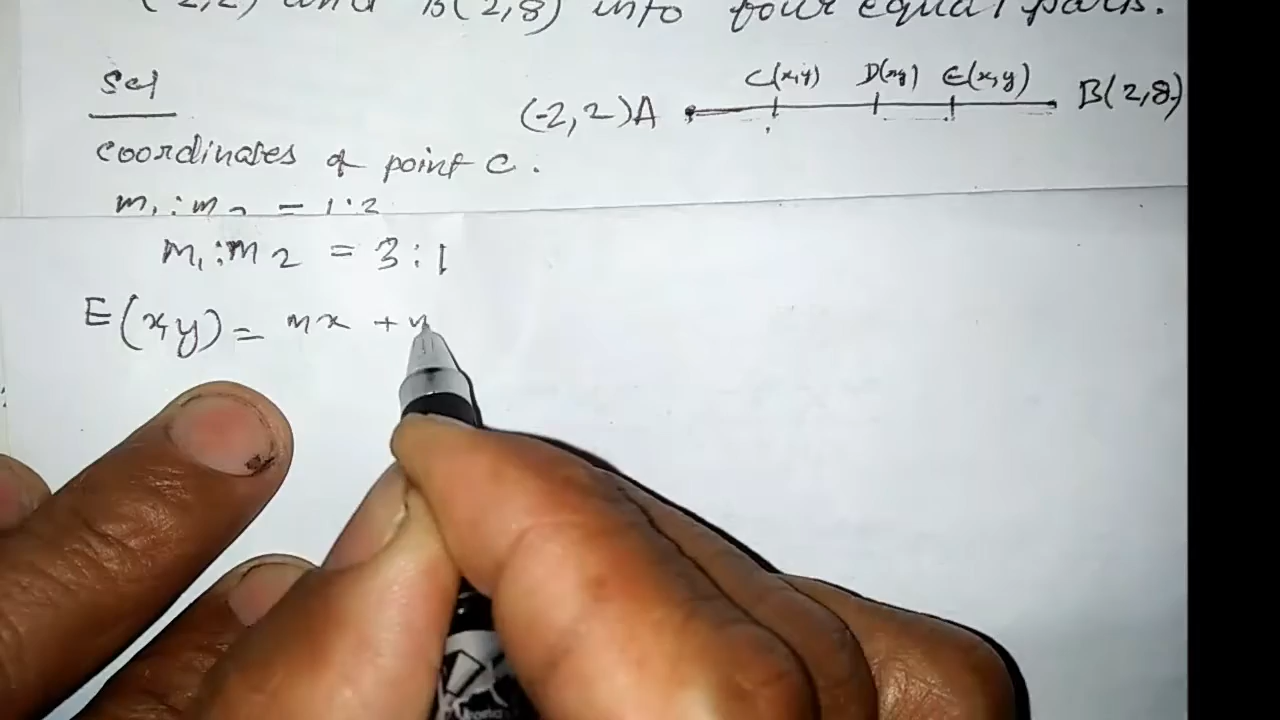 (-2,2) and B(2,8) into four equal parts.
Sol
C(x,y) D(x,y) E(x,y)
(-2,2)A B(2,8)
coordinates of point C.
m₁:m₂ = 1:2
m₁:m₂ = 3:1
E(x,y) = mx +